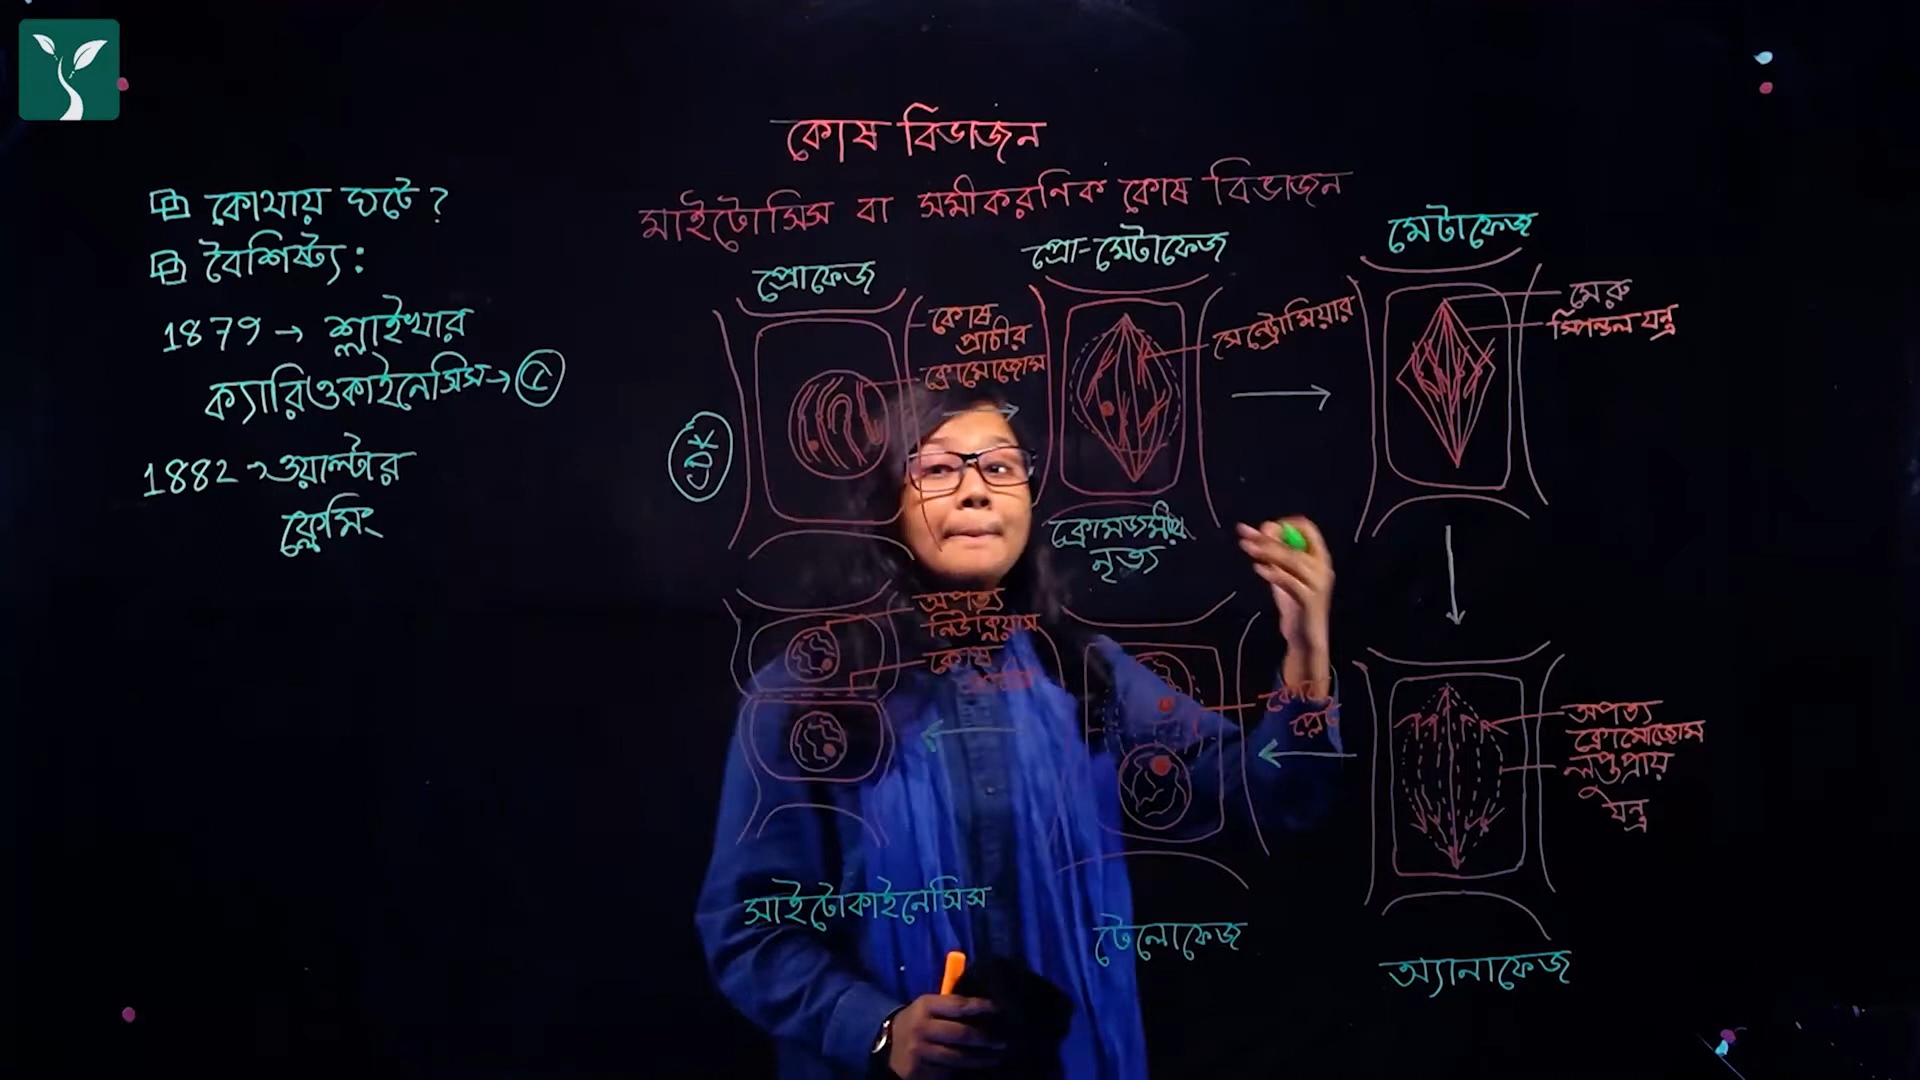 কোষ বিভাজন
মাইটোসিস বা সমীকরণিক কোষ বিভাজন
কোথায় ঘটে?
বৈশিষ্ট্য:
1879 → শ্লাইখার
ক্যারিওকাইনেসিস →
1882 → ওয়াল্টার
ফ্লেমিং
প্রোফেজ
কোষ
প্রাচীর
ক্রোমোজোম
প্রো-মেটাফেজ
সেন্ট্রোমিয়ার
নৃত্য
মেটাফেজ
মেরু
স্পিন্ডল যন্ত্র
অপত্য
নিউক্লিয়াস
কোষ
সাইটোকাইনেসিস
প্লেট
টেলোফেজ
অপত্য
ক্রোমোজোম
লুপ্তপ্রায়
যন্ত্র
অ্যানাফেজ